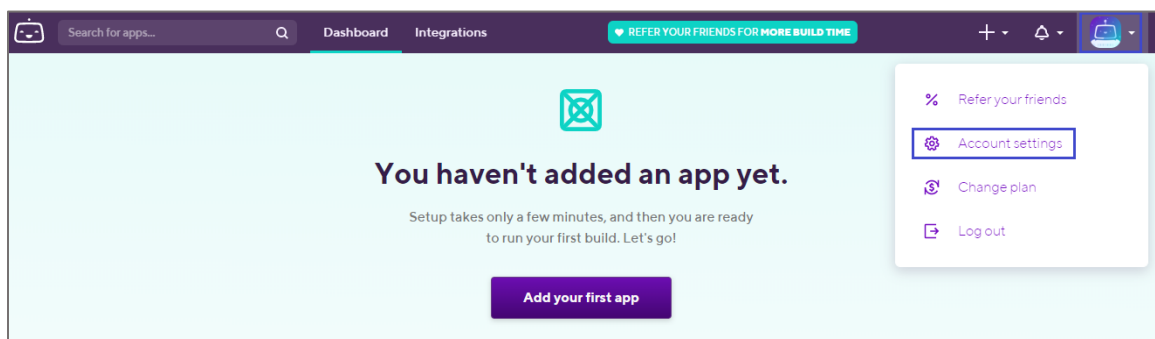 Search for apps...
Dashboard
Integrations
REFER YOUR FRIENDS FOR MORE BUILD TIME
Refer your friends
Account settings
Change plan
Log out
You haven't added an app yet.
Setup takes only a few minutes, and then you are ready
to run your first build. Let's go!
Add your first app